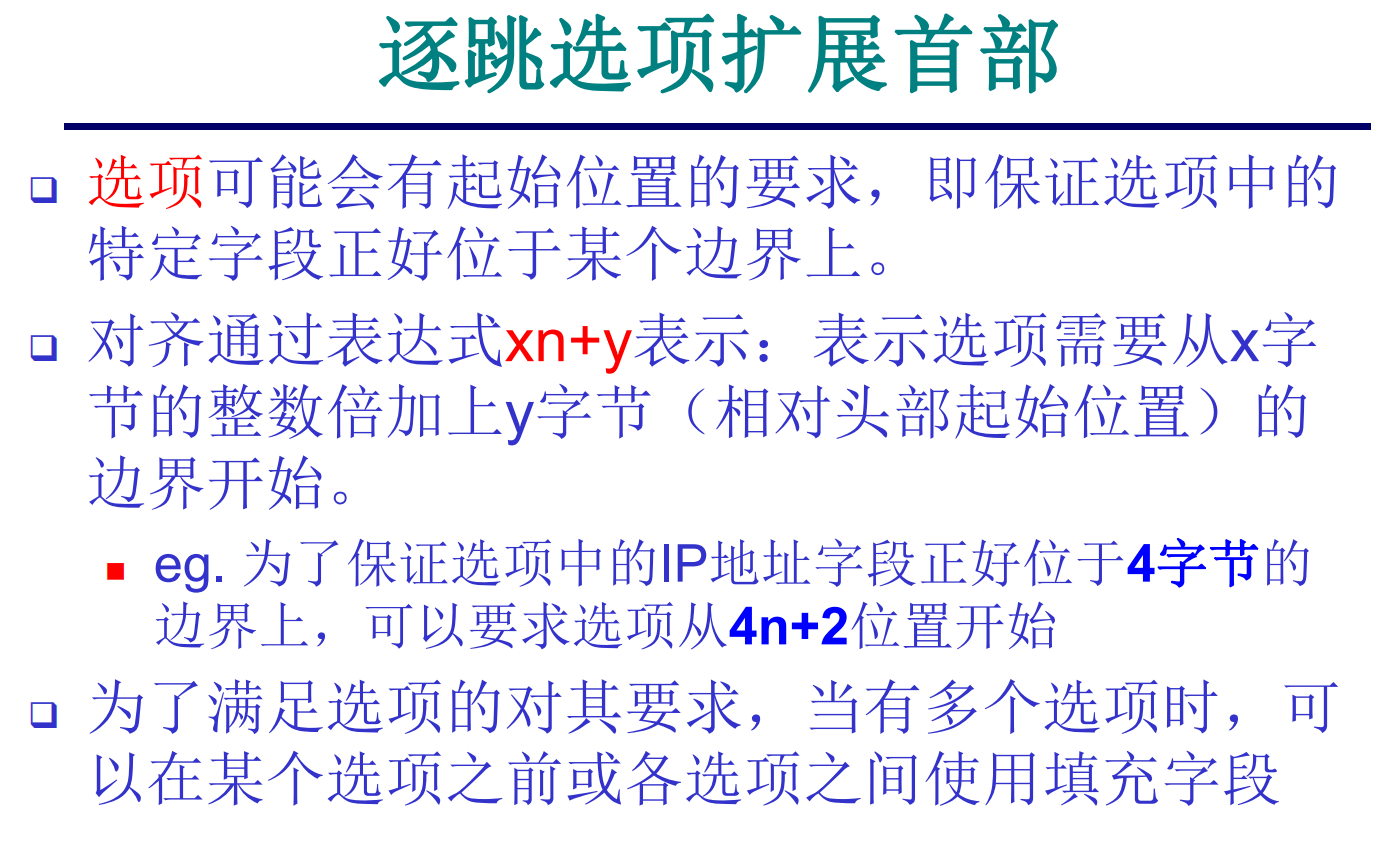 逐跳选项扩展首部
选项可能会有起始位置的要求，即保证选项中的
特定字段正好位于某个边界上。
对齐通过表达式xn+y表示：表示选项需要从x字
节的整数倍加上y字节（相对头部起始位置）的
边界开始。
eg. 为了保证选项中的IP地址字段正好位于4字节的
边界上，可以要求选项从4n+2位置开始
为了满足选项的对其要求，当有多个选项时，可
以在某个选项之前或各选项之间使用填充字段